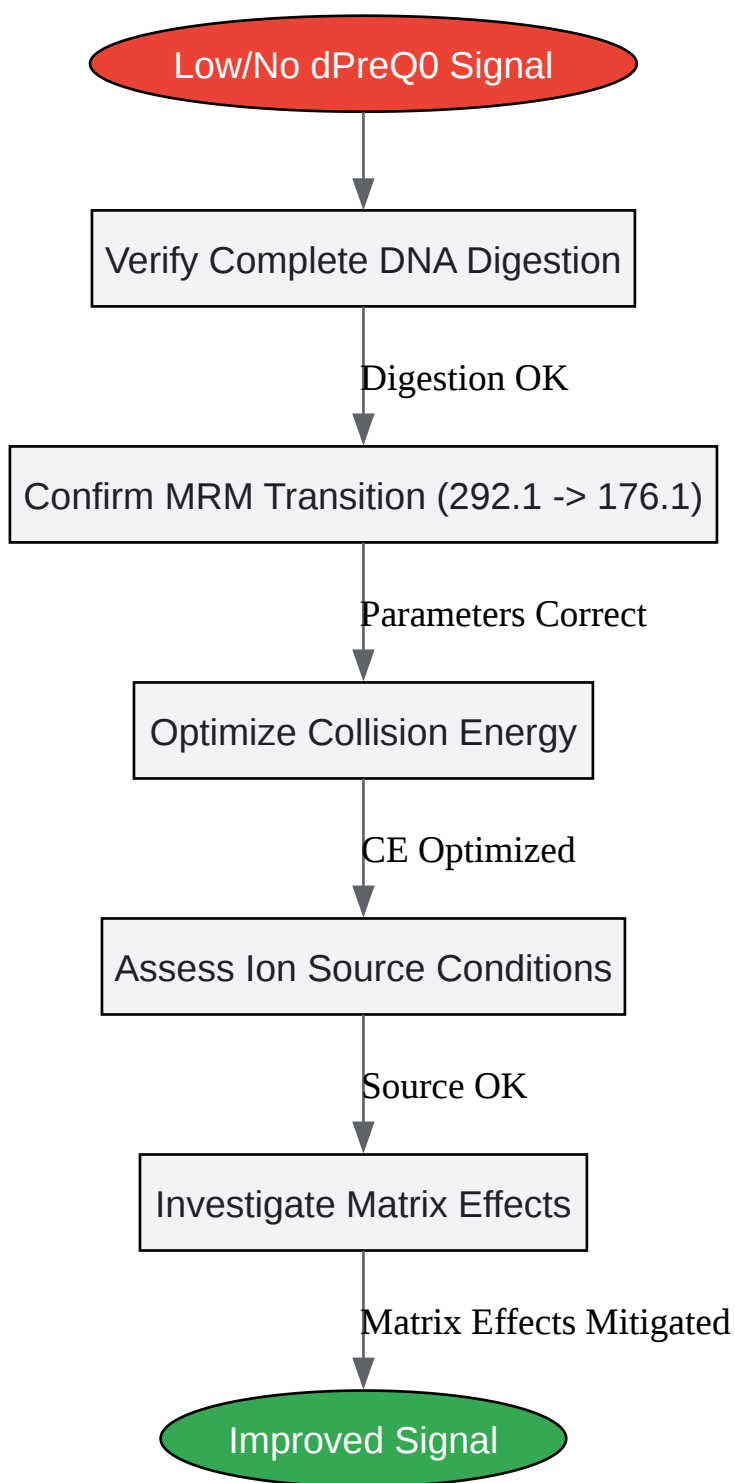 Low/No dPreQ0 Signal
Verify Complete DNA Digestion
Digestion OK
Confirm MRM Transition (292.1 -> 176.1)
Parameters Correct
Optimize Collision Energy
CE Optimized
Assess Ion Source Conditions
Source OK
Investigate Matrix Effects
Matrix Effects Mitigated
Improved Signal